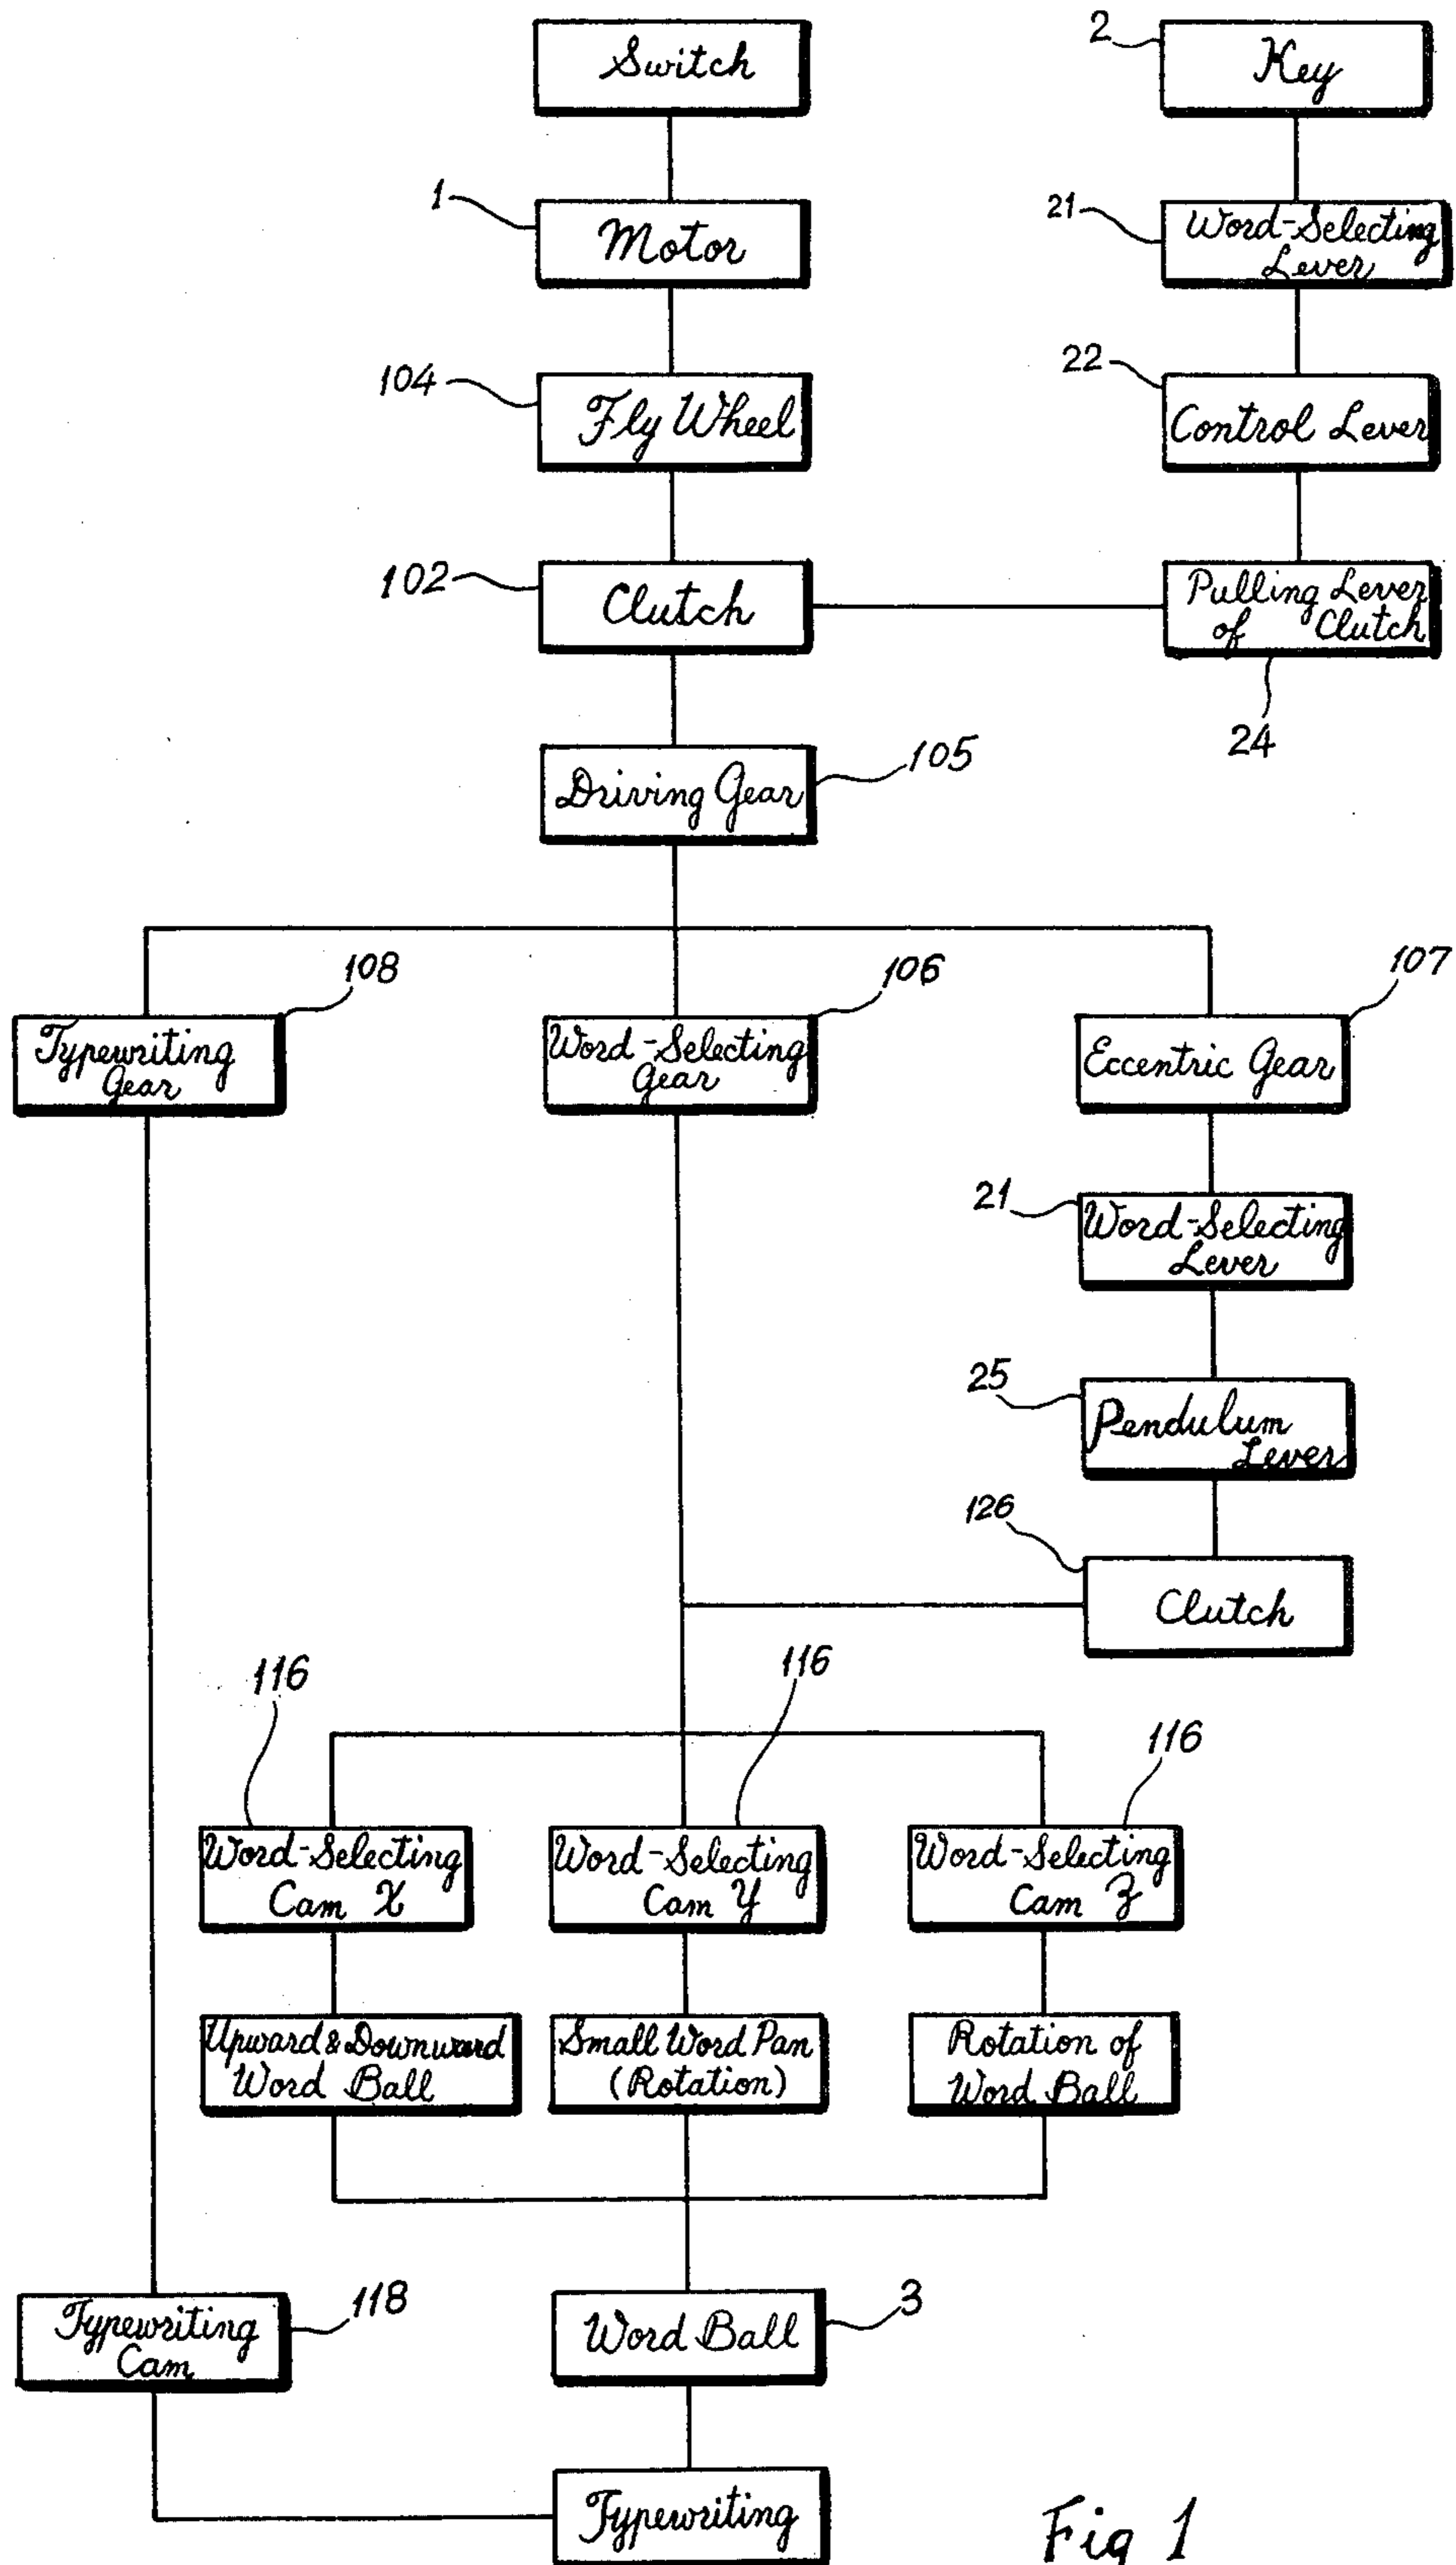 Switch
2
Key
1
Motor
21
Word-Selecting
Lever
104
Fly Wheel
22
Control Lever
102
Clutch
Pulling Lever
of Clutch
24
Driving Gear
105
108
Typewriting
Gear
106
Word-Selecting
Gear
107
Eccentric Gear
21
Word-Selecting
Lever
25
Pendulum
Lever
126
Clutch
116
Word-Selecting
Cam X
116
Word-Selecting
Cam Y
116
Word-Selecting
Cam Z
Upward & Downward
Word Ball
Small Word Pan
(Rotation)
Rotation of
Word Ball
118
Typewriting
Cam
Word Ball
3
Typewriting
Fig 1